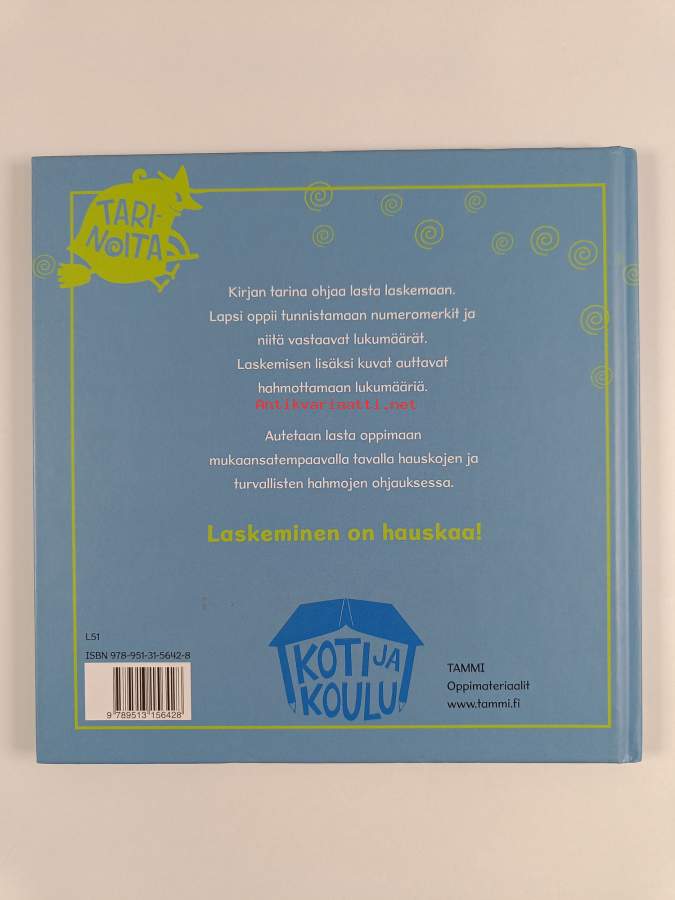 TARI-
NOITA
Kirjan tarina ohjaa lasta laskemaan.
Lapsi oppii tunnistamaan numeromerkit ja
niitä vastaavat lukumäärät.
Laskemisen lisäksi kuvat auttavat
hahmottamaan lukumääriä.
Antikvariaatti.net
Autetaan lasta oppimaan
mukaansatempaavalla tavalla hauskojen ja
turvallisten hahmojen ohjauksessa.
Laskeminen on hauskaa!
L51
ISBN 978-951-31-5642-8
9 789513 156428
KOTI JA
KOULU
TAMMI
Oppimateriaalit
www.tammi.fi